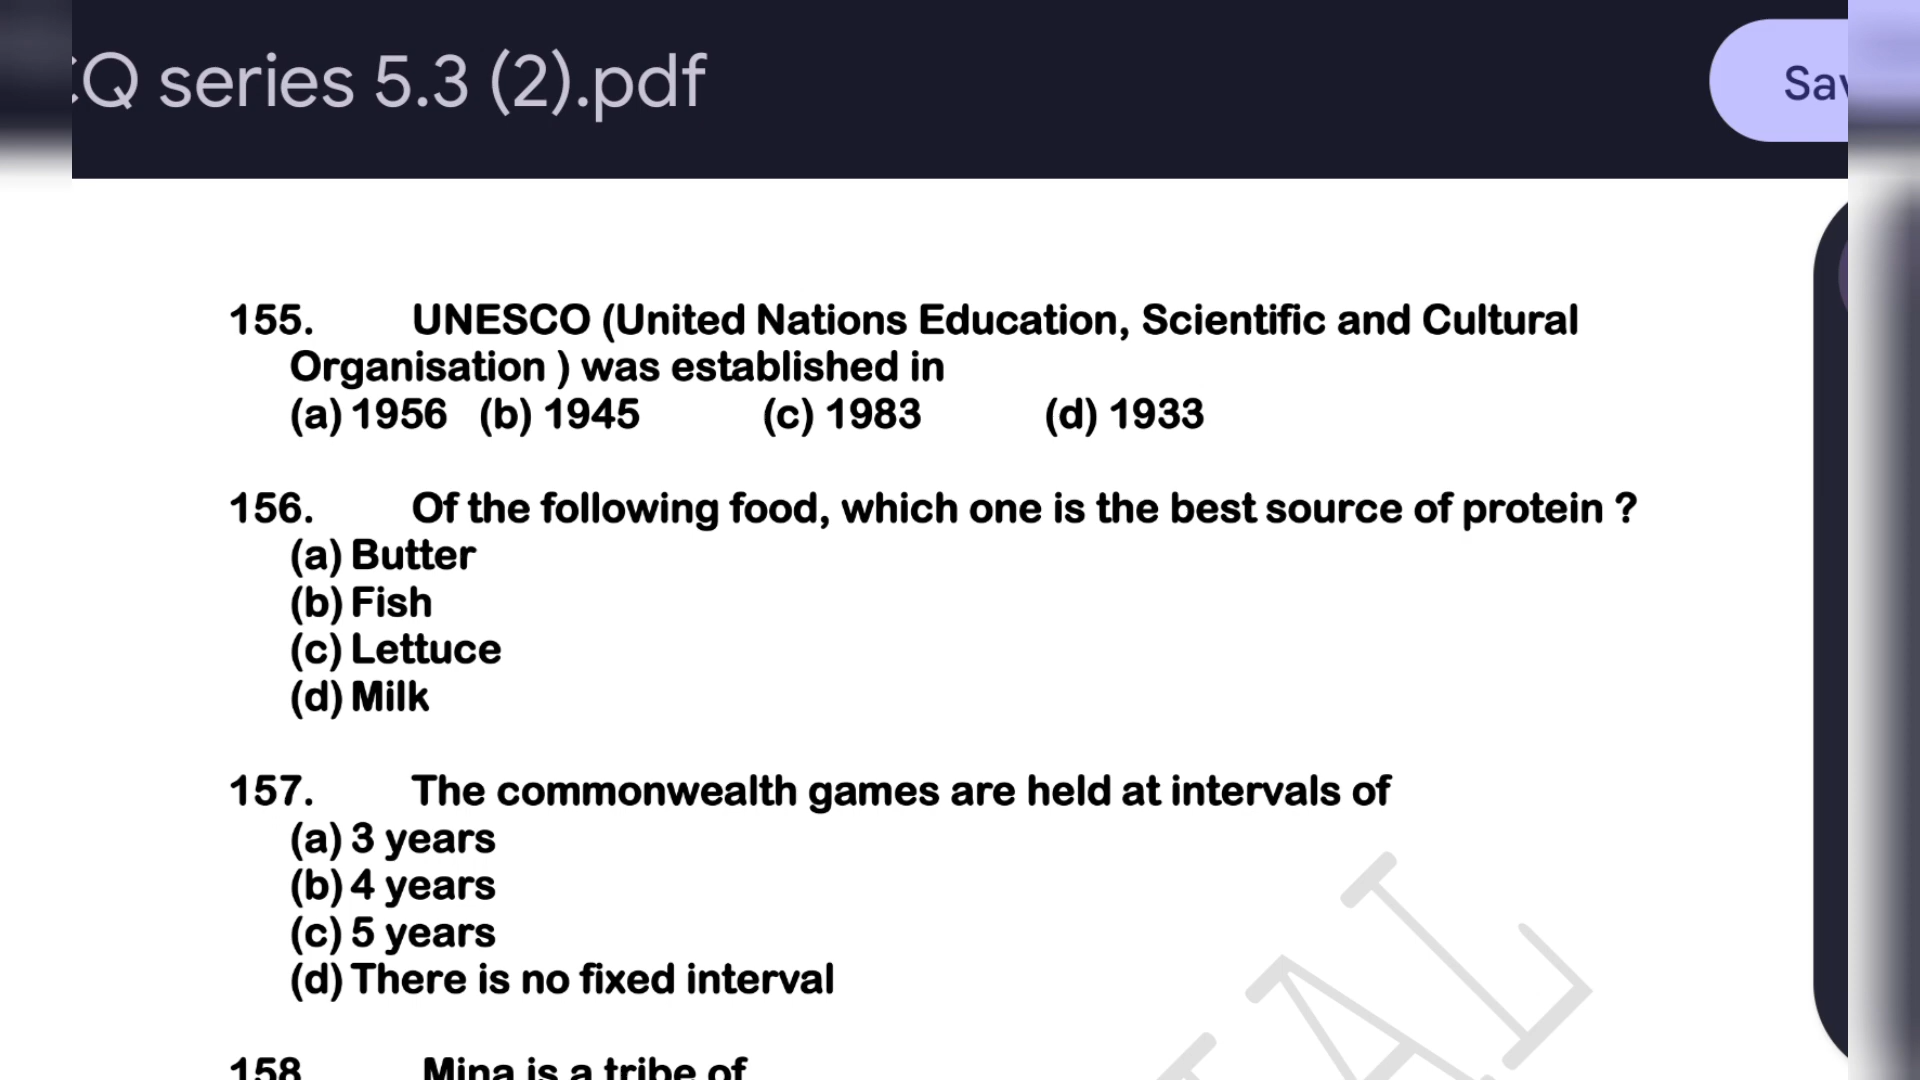 Q series 5.3 (2).pdf
Sav
155. UNESCO (United Nations Education, Scientific and Cultural
Organisation ) was established in
(a) 1956 (b) 1945 (c) 1983 (d) 1933
156. Of the following food, which one is the best source of protein ?
(a) Butter
(b) Fish
(c) Lettuce
(d) Milk
157. The commonwealth games are held at intervals of
(a) 3 years
(b) 4 years
(c) 5 years
(d) There is no fixed interval
158 Mina is a tribe of